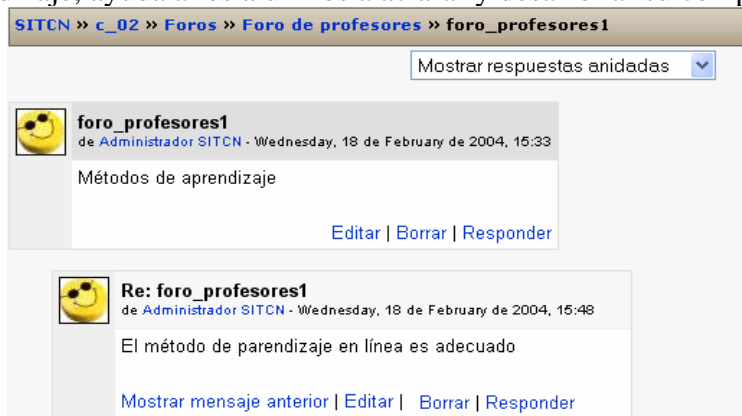 SITCN » c_02 » Foros » Foro de profesores » foro_profesores1
Mostrar respuestas anidadas
foro_profesores1
de Administrador SITCN - Wednesday, 18 de February de 2004, 15:33
Métodos de aprendizaje
Editar | Borrar | Responder
Re: foro_profesores1
de Administrador SITCN - Wednesday, 18 de February de 2004, 15:48
El método de parendizaje en línea es adecuado
Mostrar mensaje anterior | Editar | Borrar | Responder